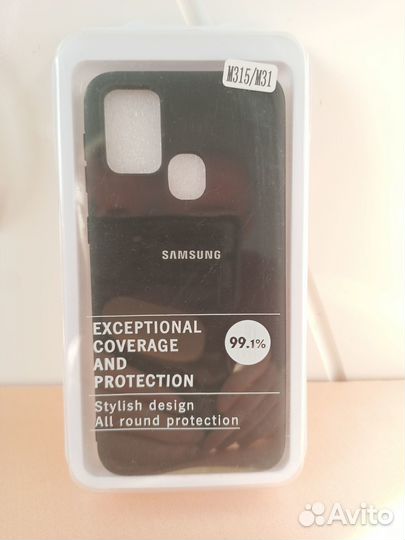 M315/M31
SAMSUNG
EXCEPTIONAL
COVERAGE
AND
PROTECTION
99.1%
Stylish design
All round protection
Avito